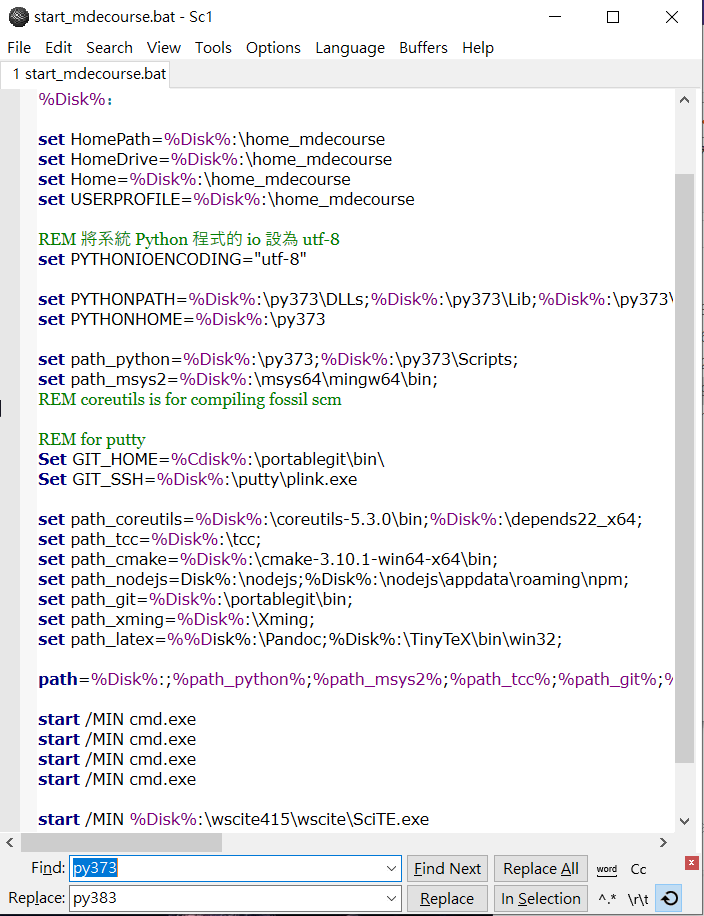 start_mdecourse.bat - Sc1
File Edit Search View Tools Options Language Buffers Help
1 start_mdecourse.bat
%Disk%:
set HomePath=%Disk%:\home_mdecourse
set HomeDrive=%Disk%:\home_mdecourse
set Home=%Disk%:\home_mdecourse
set USERPROFILE=%Disk%:\home_mdecourse
REM 將系統 Python 程式的 io 設為 utf-8
set PYTHONIOENCODING="utf-8"
set PYTHONPATH=%Disk%:\py373\DLLs;%Disk%:\py373\Lib;%Disk%:\py373\
set PYTHONHOME=%Disk%:\py373
set path_python=%Disk%:\py373;%Disk%:\py373\Scripts;
set path_msys2=%Disk%:\msys64\mingw64\bin;
REM coreutils is for compiling fossil scm
REM for putty
Set GIT_HOME=%Cdisk%:\portablegit\bin\
Set GIT_SSH=%Disk%:\putty\plink.exe
set path_coreutils=%Disk%:\coreutils-5.3.0\bin;%Disk%:\depends22_x64;
set path_tcc=%Disk%:\tcc;
set path_cmake=%Disk%:\cmake-3.10.1-win64-x64\bin;
set path_nodejs=Disk%:\nodejs;%Disk%:\nodejs\appdata\roaming\npm;
set path_git=%Disk%:\portablegit\bin;
set path_xming=%Disk%:\Xming;
set path_latex=%%Disk%:\Pandoc;%Disk%:\TinyTeX\bin\win32;
path=%Disk%:;%path_python%;%path_msys2%;%path_tcc%;%path_git%;%
start /MIN cmd.exe
start /MIN cmd.exe
start /MIN cmd.exe
start /MIN cmd.exe
start /MIN %Disk%:\wscite415\wscite\SciTE.exe
Find: py373 Find Next Replace All word Cc
Replace: py383 Replace In Selection ^.* \r\t